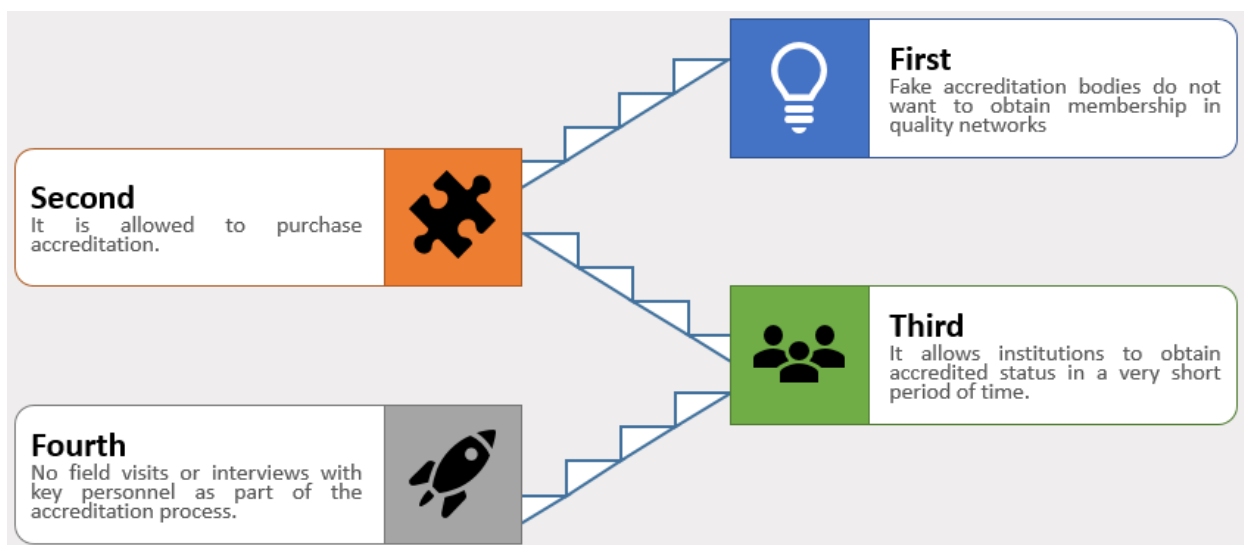 First
Fake accreditation bodies do not
want to obtain membership in
quality networks
Second
It is allowed to purchase
accreditation.
Third
It allows institutions to obtain
accredited status in a very short
period of time.
Fourth
No field visits or interviews with
key personnel as part of the
accreditation process.